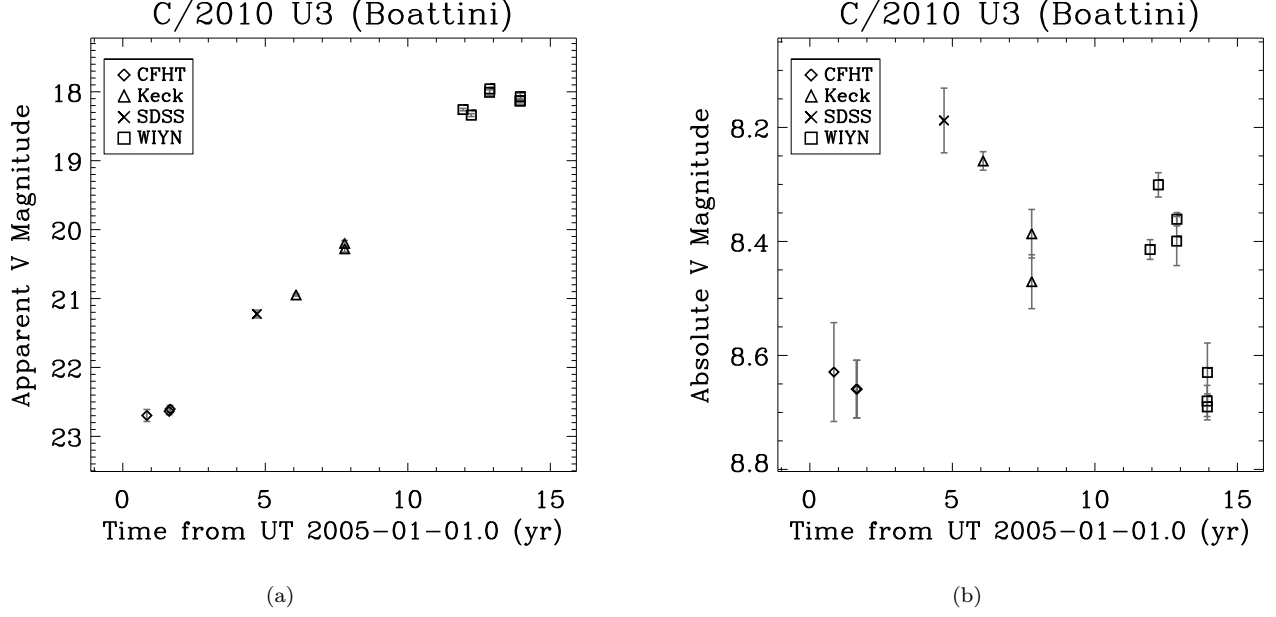 C/2010 U3 (Boattini)
CFHT
Keck
SDSS
WIYN
18
19
20
21
22
23
Apparent V Magnitude
0 5 10 15
Time from UT 2005-01-01.0 (yr)
(a)
C/2010 U3 (Boattini)
CFHT
Keck
SDSS
WIYN
8.2
8.4
8.6
8.8
Absolute V Magnitude
0 5 10 15
Time from UT 2005-01-01.0 (yr)
(b)